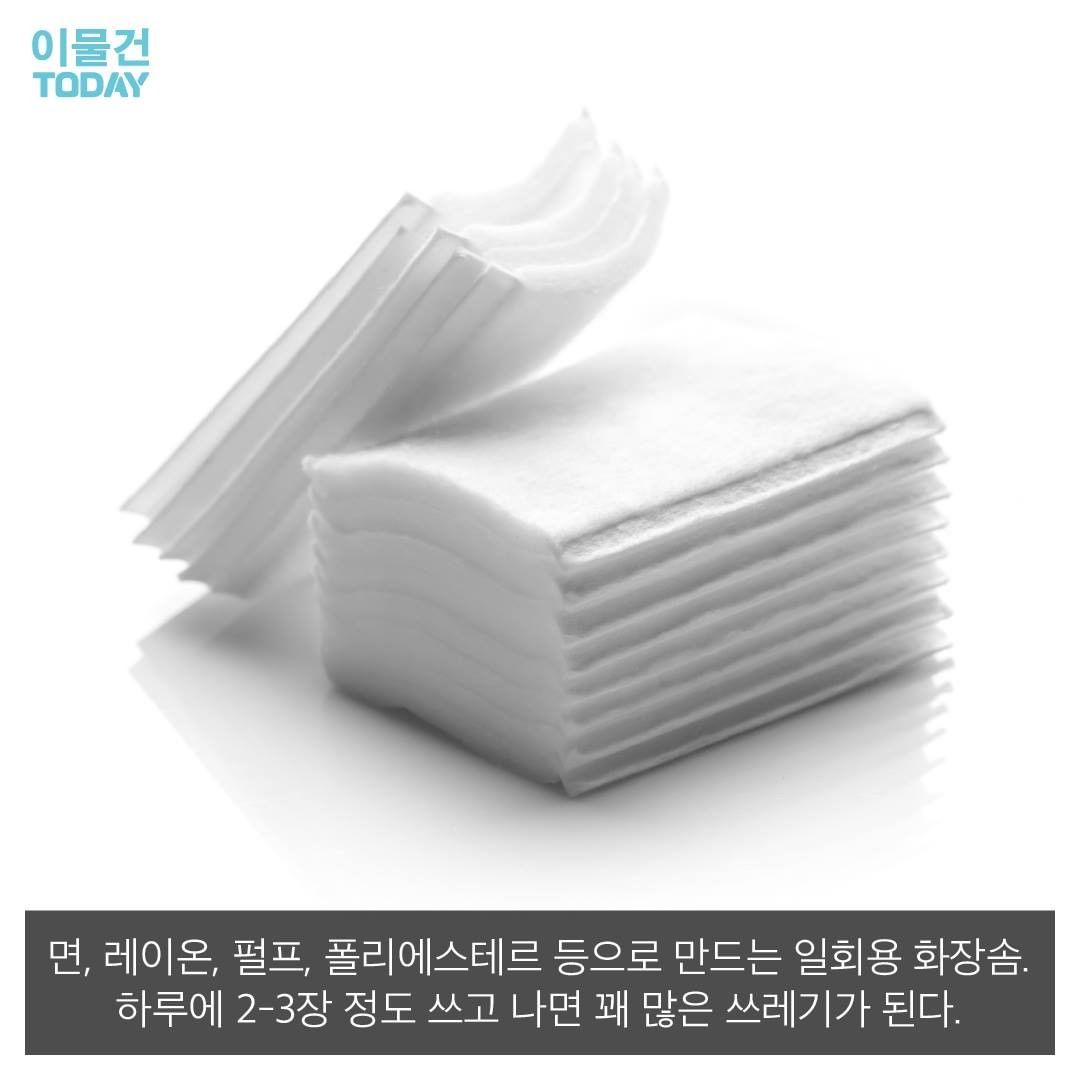 이물건
TODAY
면, 레이온, 펄프, 폴리에스테르 등으로 만드는 일회용 화장솜.
하루에 2-3장 정도 쓰고 나면 꽤 많은 쓰레기가 된다.